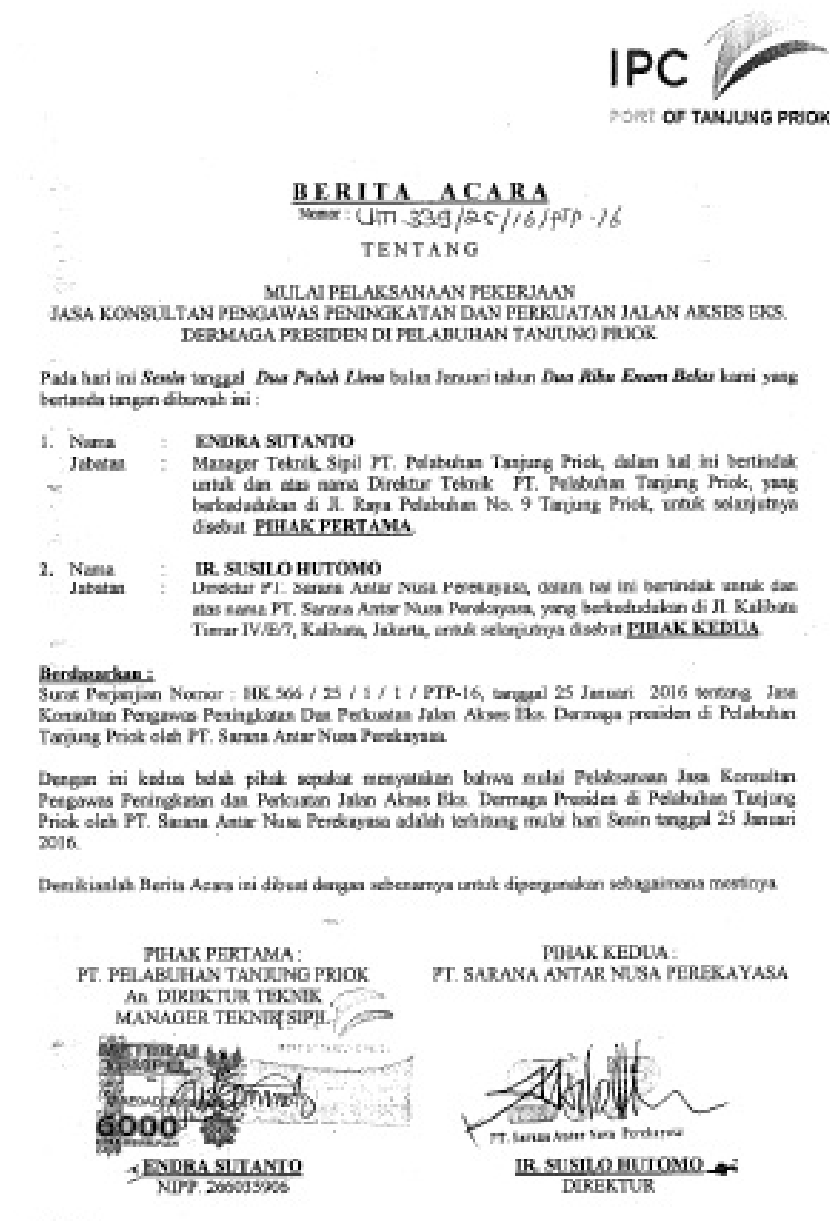 IPC
PORT OF TANJUNG PRIOK
BERITA ACARA
Nomor : UM.339/20/16/PTP-16
TENTANG
MULAI PELAKSANAAN PEKERJAAN
JASA KONSULTAN PENGAWAS PENINGKATAN DAN PERKUATAN JALAN AKSES EKS.
DERMAGA PRESIDEN DI PELABUHAN TANJUNG PRIOK
Pada hari ini Senin tanggal Dua Puluh Lima bulan Januari tahun Dua Ribu Enam Belas kami yang
bertanda tangan dibawah ini :
1. Nama : ENDRA SUTANTO
Jabatan : Manager Teknik Sipil PT. Pelabuhan Tanjung Priok, dalam hal ini bertindak
untuk dan atas nama Direktur Teknik PT. Pelabuhan Tanjung Priok, yang
berkedudukan di Jl. Raya Pelabuhan No. 9 Tanjung Priok, untuk selanjutnya
disebut PIHAK PERTAMA.
2. Nama : IR. SUSILO HUTOMO
Jabatan : Direktur PT. Sarana Antar Nusa Perekayasa, dalam hal ini bertindak untuk dan
atas nama PT. Sarana Antar Nusa Perekayasa, yang berkedudukan di Jl. Kalibata
Timur IV/E/7, Kalibata, Jakarta, untuk selanjutnya disebut PIHAK KEDUA
Berdasarkan :
Surat Perjanjian Nomor : HK.566 / 25 / 1 / 1 / PTP-16, tanggal 25 Januari 2016 tentang Jasa
Konsultan Pengawas Peningkatan Dan Perkuatan Jalan Akses Eks. Dermaga presiden di Pelabuhan
Tanjung Priok oleh PT. Sarana Antar Nusa Perekayasa.
Dengan ini kedua belah pihak sepakat menyatakan bahwa mulai Pelaksanaan Jasa Konsultan
Pengawas Peningkatan dan Perkuatan Jalan Akses Eks. Dermaga Presiden di Pelabuhan Tanjung
Priok oleh PT. Sarana Antar Nusa Perekayasa adalah terhitung mulai hari Senin tanggal 25 Januari
2016.
Demikianlah Berita Acara ini dibuat dengan sebenarnya untuk dipergunakan sebagaimana mestinya.
PIHAK PERTAMA :
PT. PELABUHAN TANJUNG PRIOK
An. DIREKTUR TEKNIK
MANAGER TEKNIK SIPIL
METERAI
TEMPEL
6000
ENDRA SUTANTO
NIPP. 266035906
PIHAK KEDUA :
PT. SARANA ANTAR NUSA PEREKAYASA
PT. Sarana Antar Nusa Perekayasa
IR. SUSILO HUTOMO
DIREKTUR